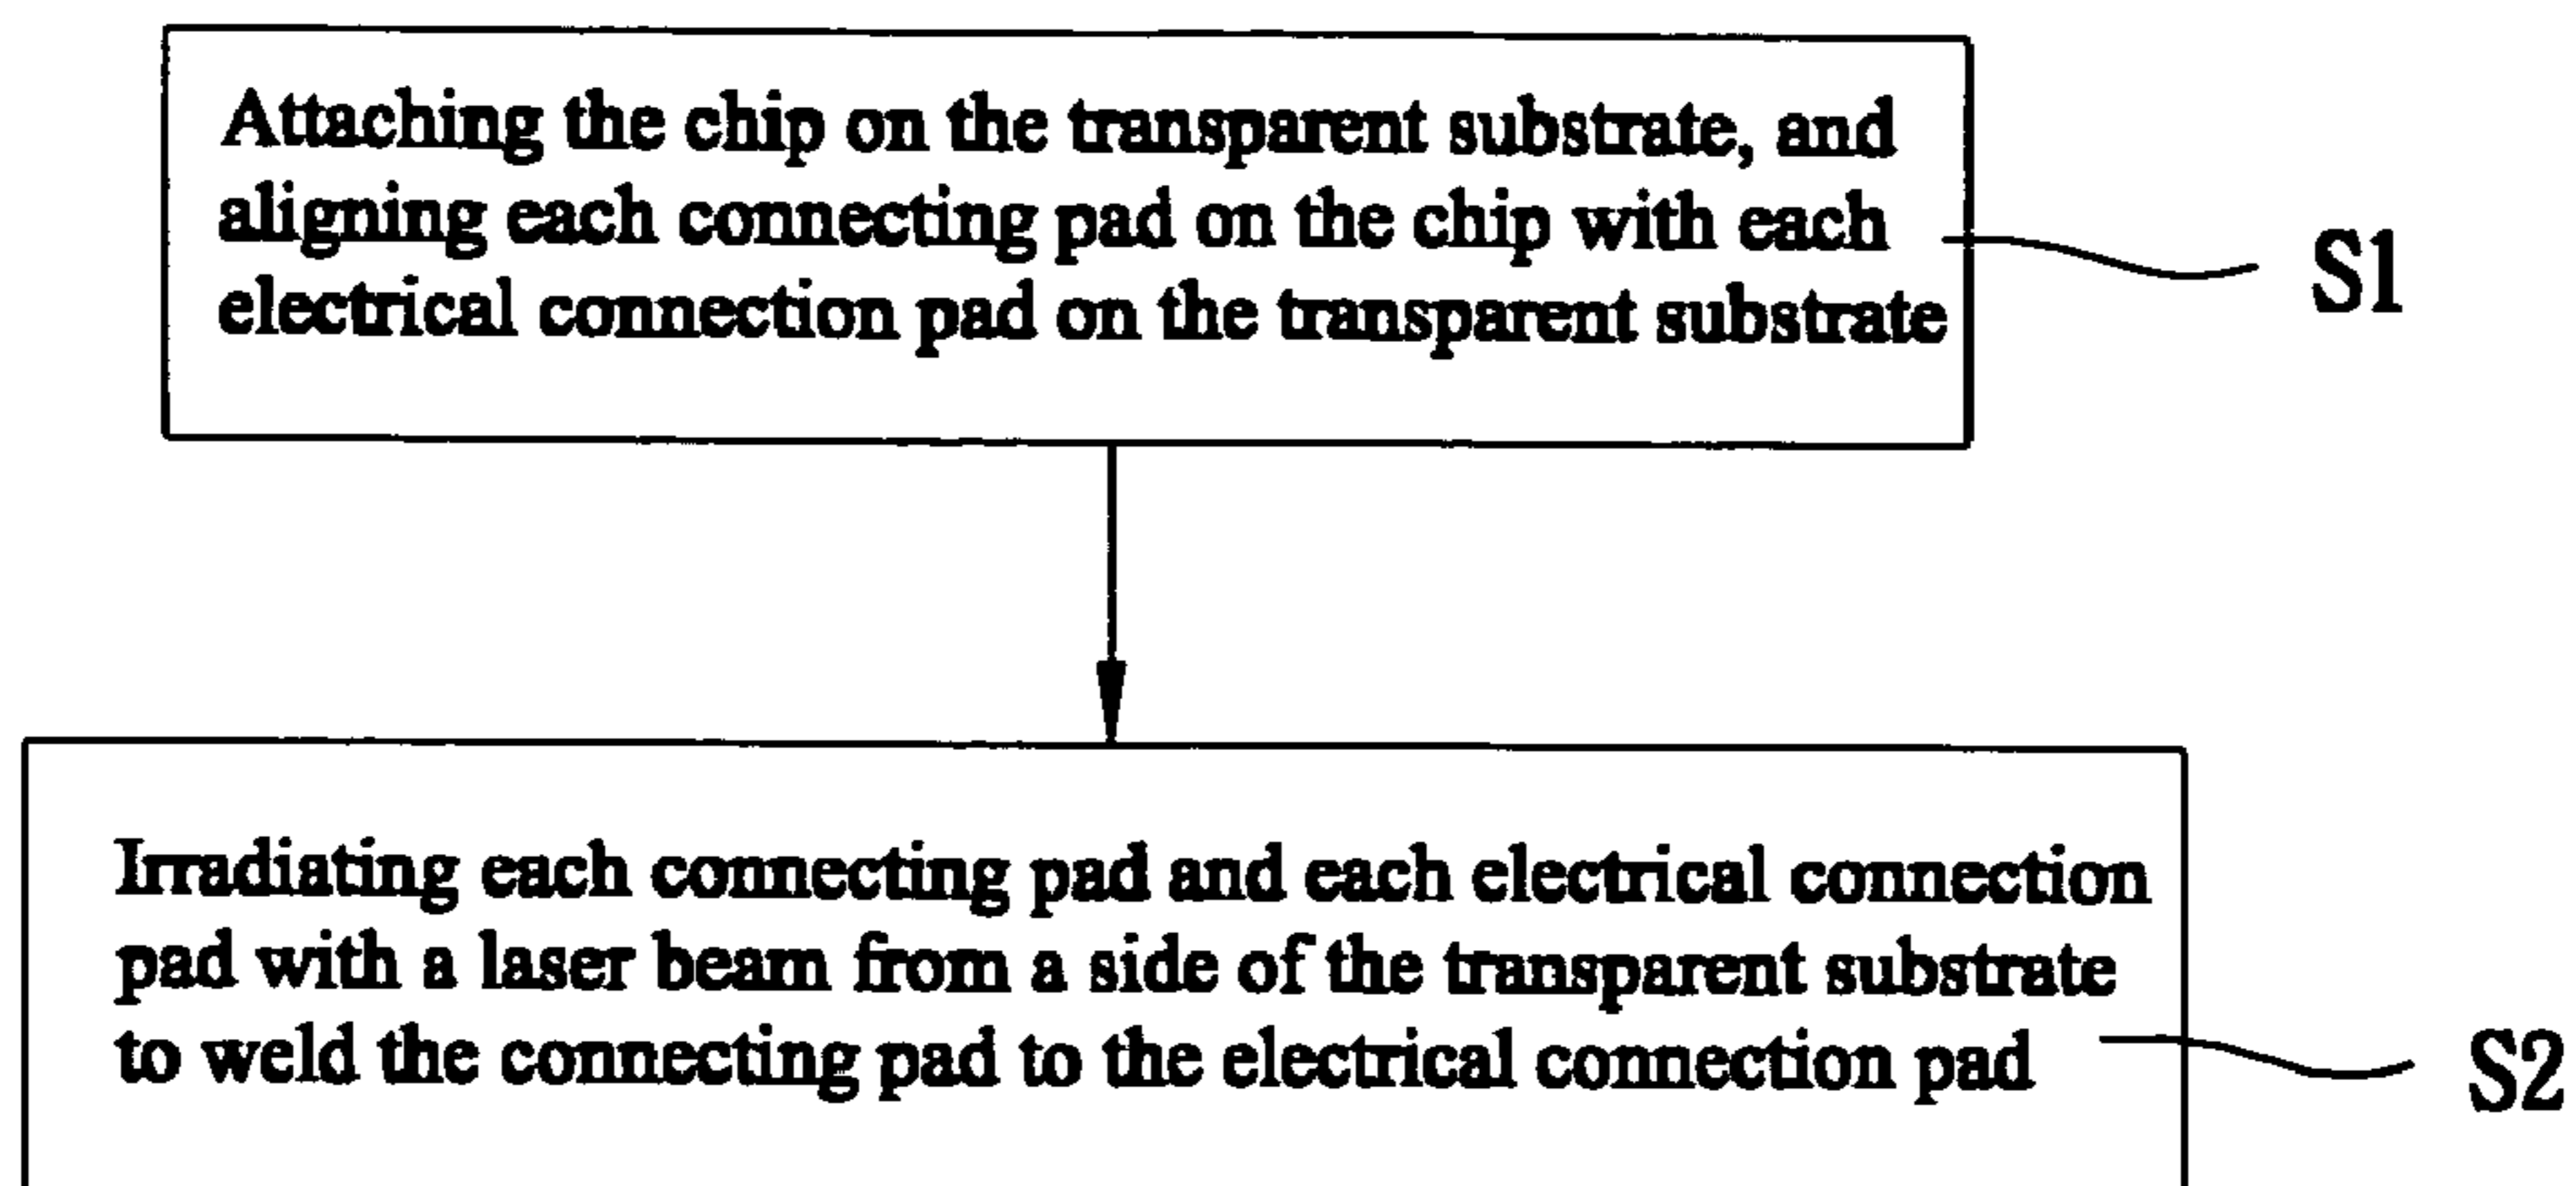 Attaching the chip on the transparent substrate, and
aligning each connecting pad on the chip with each
electrical connection pad on the transparent substrate
S1
Irradiating each connecting pad and each electrical connection
pad with a laser beam from a side of the transparent substrate
to weld the connecting pad to the electrical connection pad
S2